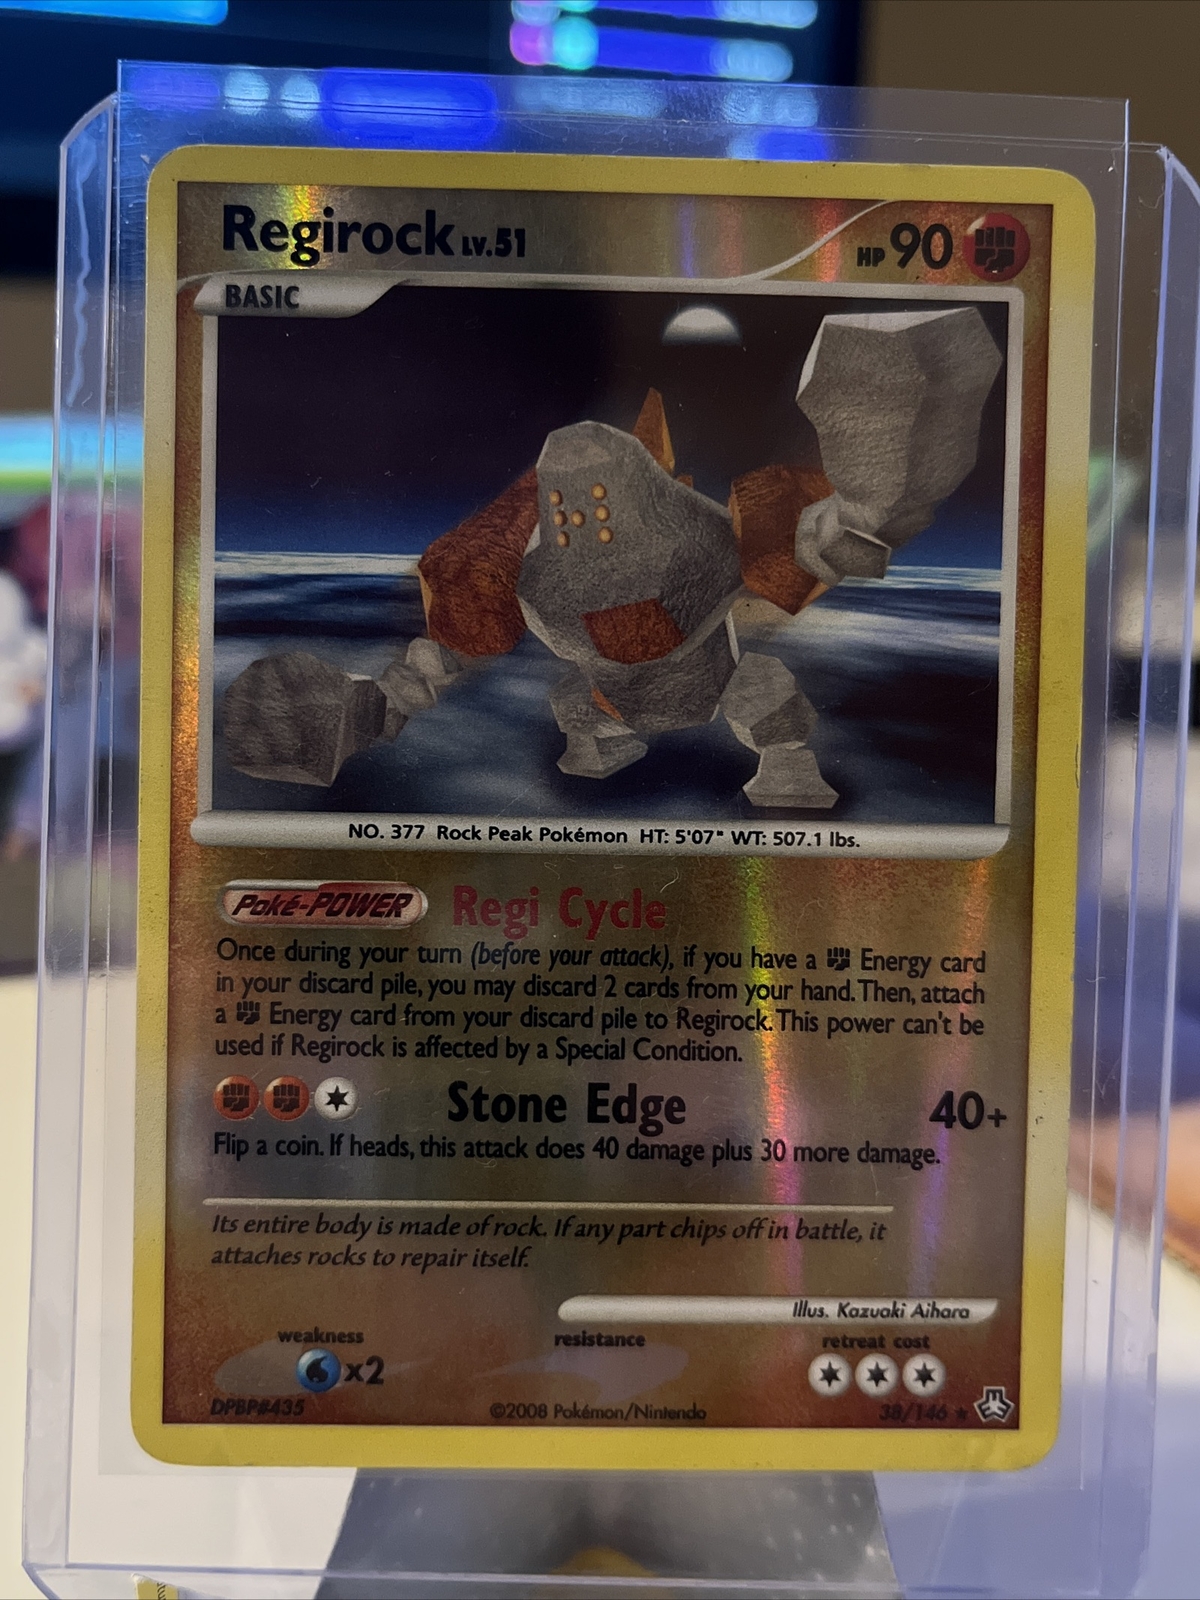 Regirock LV.51
HP 90
BASIC
NO. 377 Rock Peak Pokémon HT: 5'07" WT: 507.1 lbs.
Poké-POWER Regi Cycle
Once during your turn (before your attack), if you have a Energy card
in your discard pile, you may discard 2 cards from your hand. Then, attach
a Energy card from your discard pile to Regirock. This power can't be
used if Regirock is affected by a Special Condition.
Stone Edge 40+
Flip a coin. If heads, this attack does 40 damage plus 30 more damage.
Its entire body is made of rock. If any part chips off in battle, it
attaches rocks to repair itself.
Illus. Kazuaki Aihara
weakness resistance retreat cost
x2
DPBP#435 ©2008 Pokémon/Nintendo 38/146 ★